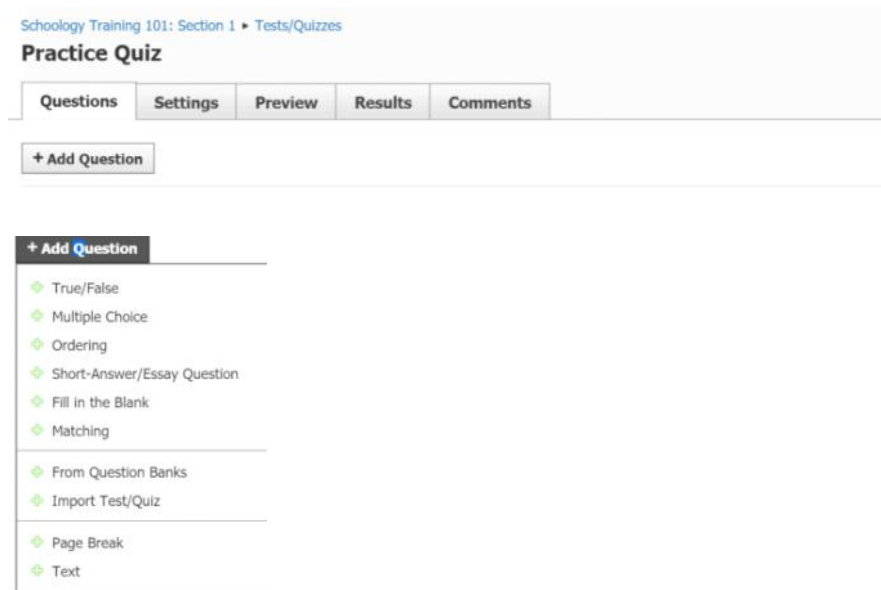 Schoology Training 101: Section 1 ▸ Tests/Quizzes
Practice Quiz
Questions Settings Preview Results Comments
+ Add Question
+ Add Question
True/False
Multiple Choice
Ordering
Short-Answer/Essay Question
Fill in the Blank
Matching
From Question Banks
Import Test/Quiz
Page Break
Text